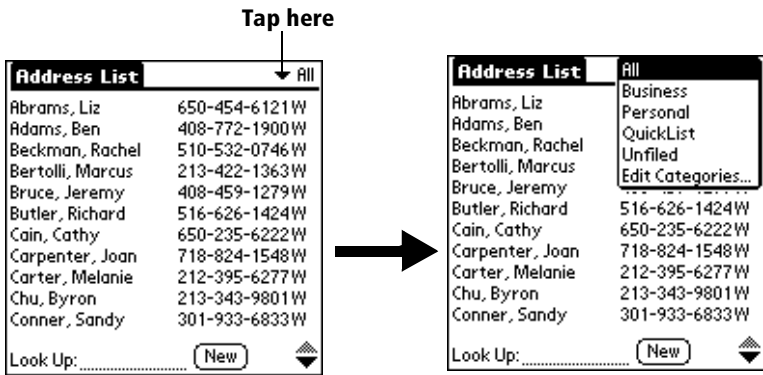 Tap here
Address List All
Abrams, Liz 650-454-6121W
Adams, Ben 408-772-1900W
Beckman, Rachel 510-532-0746W
Bertolli, Marcus 213-422-1363W
Bruce, Jeremy 408-459-1279W
Butler, Richard 516-626-1424W
Cain, Cathy 650-235-6222W
Carpenter, Joan 718-824-1548W
Carter, Melanie 212-395-6277W
Chu, Byron 213-343-9801W
Conner, Sandy 301-933-6833W
Look Up: New
Address List
All
Business
Personal
QuickList
Unfiled
Edit Categories...
Abrams, Liz
Adams, Ben
Beckman, Rachel
Bertolli, Marcus
Bruce, Jeremy
Butler, Richard 516-626-1424W
Cain, Cathy 650-235-6222W
Carpenter, Joan 718-824-1548W
Carter, Melanie 212-395-6277W
Chu, Byron 213-343-9801W
Conner, Sandy 301-933-6833W
Look Up: New